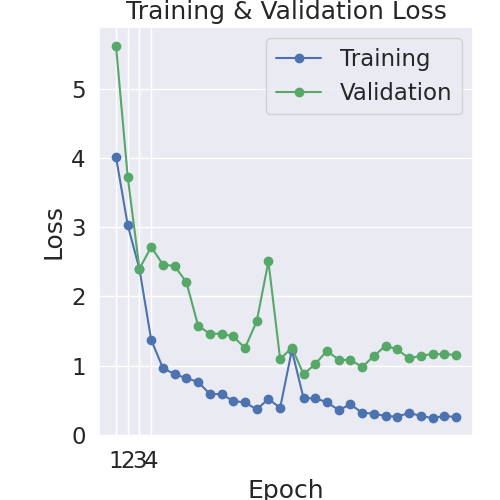 Training & Validation Loss
Training
Validation
Loss
5
4
3
2
1
0
1234
Epoch